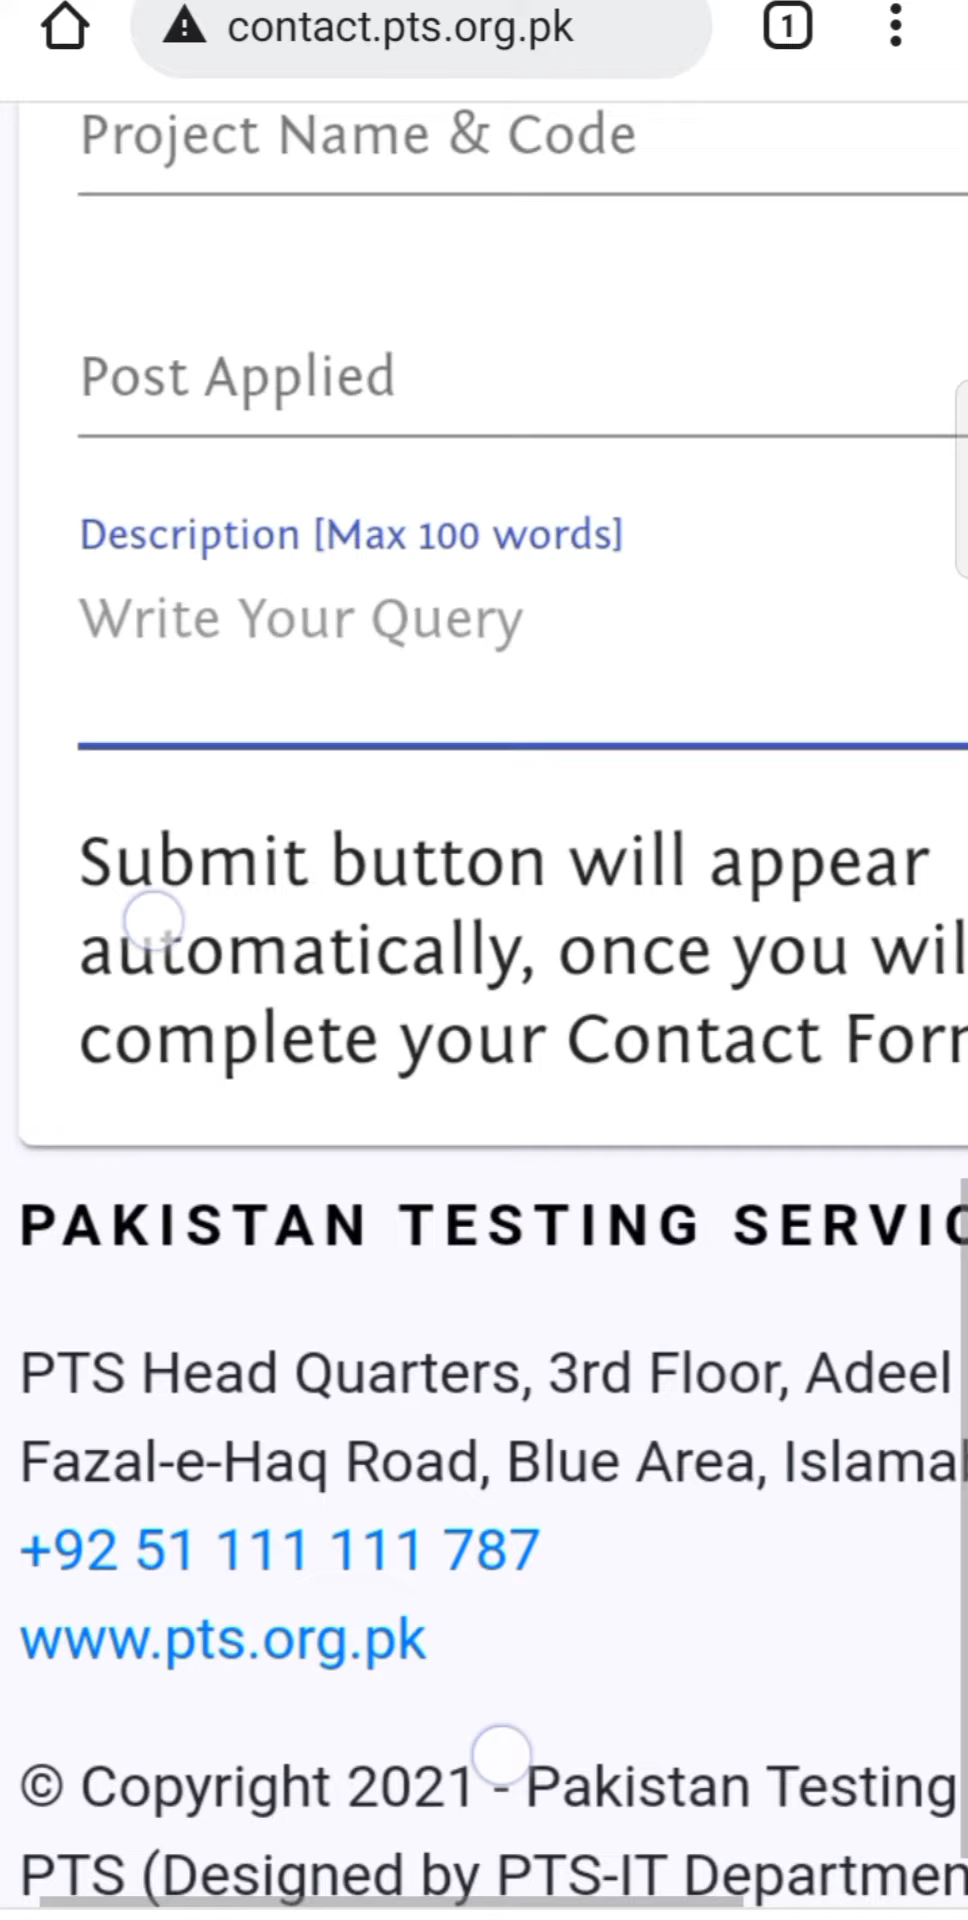 contact.pts.org.pk
1
Project Name & Code
Post Applied
Description [Max 100 words]
Write Your Query
Submit button will appear
automatically, once you wil
complete your Contact For
PAKISTAN TESTING SERVIC
PTS Head Quarters, 3rd Floor, Adeel
Fazal-e-Haq Road, Blue Area, Islama
+92 51 111 111 787
www.pts.org.pk
© Copyright 2021 - Pakistan Testing
PTS (Designed by PTS-IT Departmen